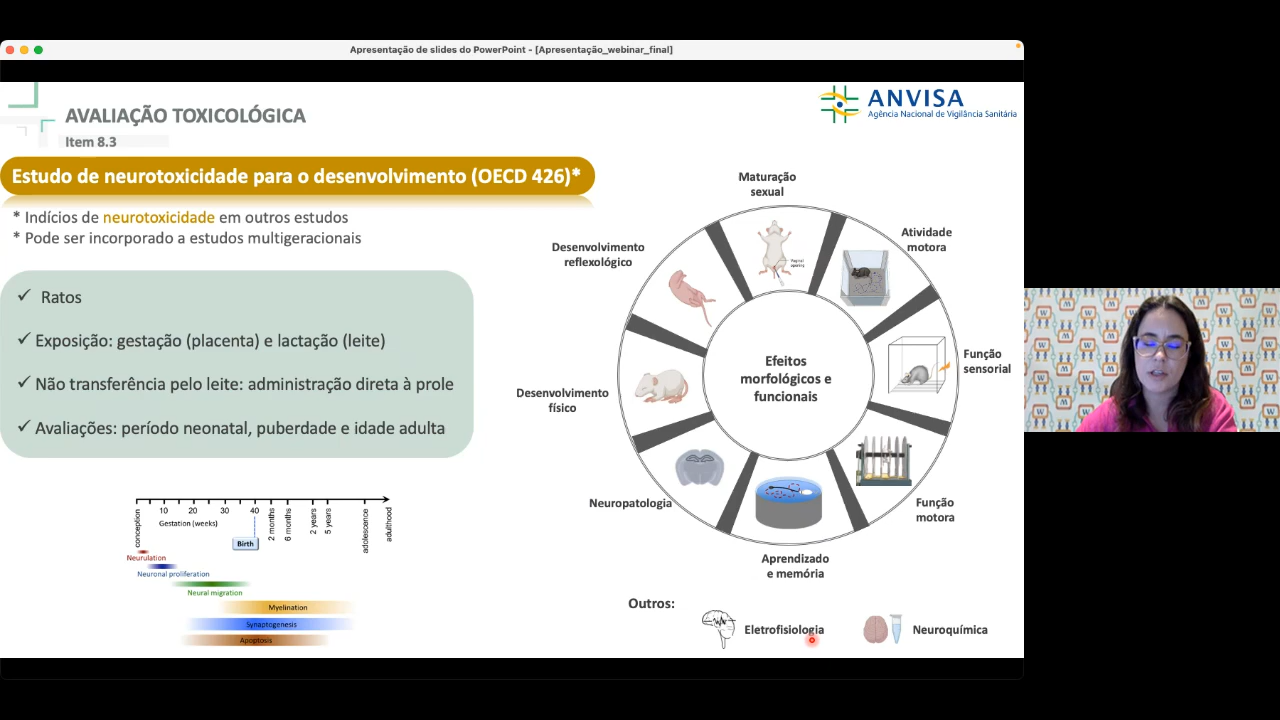 Apresentação de slides do PowerPoint - [Apresentação_webinar_final]
AVALIAÇÃO TOXICOLÓGICA
Item 8.3
ANVISA
Agência Nacional de Vigilância Sanitária
Estudo de neurotoxicidade para o desenvolvimento (OECD 426)*
* Indícios de neurotoxicidade em outros estudos
* Pode ser incorporado a estudos multigeracionais
✓ Ratos
✓ Exposição: gestação (placenta) e lactação (leite)
✓ Não transferência pelo leite: administração direta à prole
✓ Avaliações: período neonatal, puberdade e idade adulta
conception
10 20 30 40
Gestation (weeks)
2 months
6 months
2 years
5 years
adolescence
adulthood
Birth
Neurulation
Neuronal proliferation
Neural migration
Myelination
Synaptogenesis
Apoptosis
Maturação
sexual
Atividade
motora
Função
sensorial
Função
motora
Aprendizado
e memória
Neuropatologia
Desenvolvimento
físico
Desenvolvimento
reflexológico
Vaginal
opening
Efeitos
morfológicos e
funcionais
Outros:
Eletrofisiologia
Neuroquímica